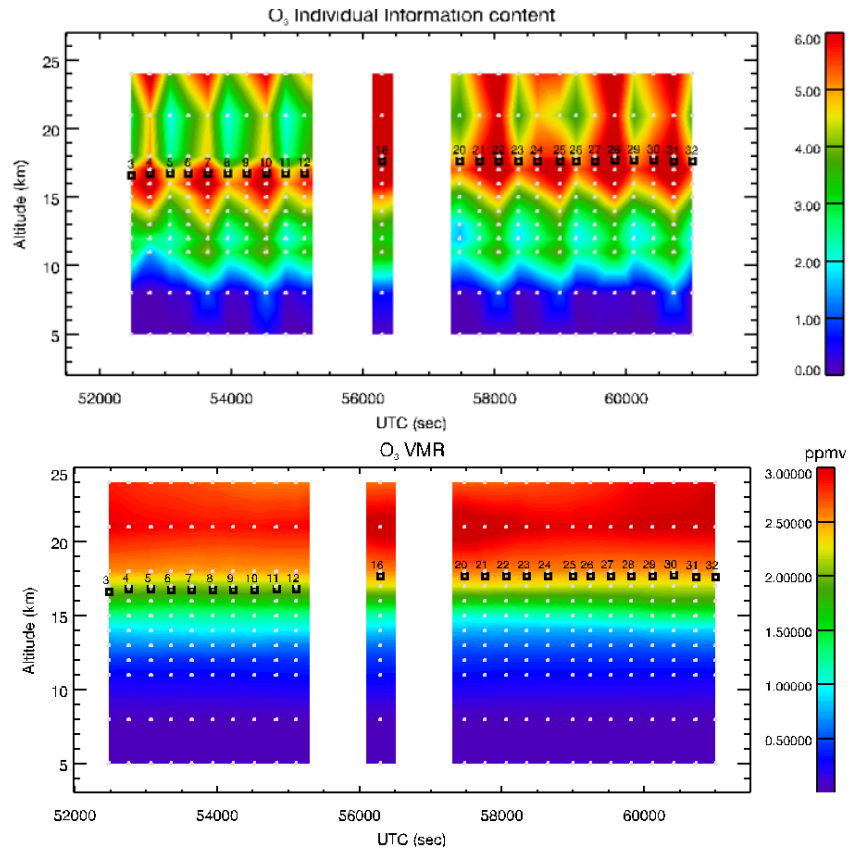 O₃ Individual Information content
25
20
15
10
5
Altitude (km)
3 4 5 6 7 8 9 10 11 12 16 20 21 22 23 24 25 26 27 28 29 30 31 32
52000 54000 56000 58000 60000
UTC (sec)
6.00
5.00
4.00
3.00
2.00
1.00
0.00
O₃ VMR
ppmv
25
20
15
10
5
Altitude (km)
3 4 5 6 7 8 9 10 11 12 16 20 21 22 23 24 25 26 27 28 29 30 31 32
52000 54000 56000 58000 60000
UTC (sec)
3.00000
2.50000
2.00000
1.50000
1.00000
0.50000